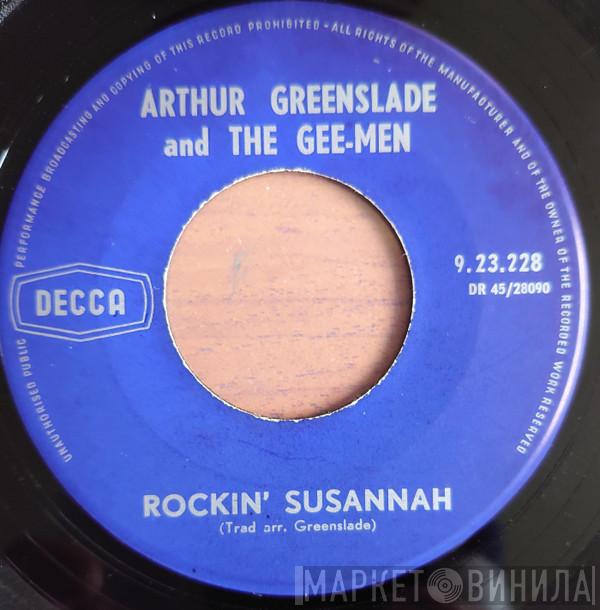 UNAUTHORISED PUBLIC PERFORMANCE BROADCASTING AND COPYING OF THIS RECORD PROHIBITED - ALL RIGHTS OF THE MANUFACTURER AND OF THE OWNER OF THE RECORDED WORK RESERVED
ARTHUR GREENSLADE
and THE GEE-MEN
DECCA
9.23.228
DR 45/28090
ROCKIN' SUSANNAH
(Trad arr. Greenslade)
МАРКЕТ ВИНИЛА